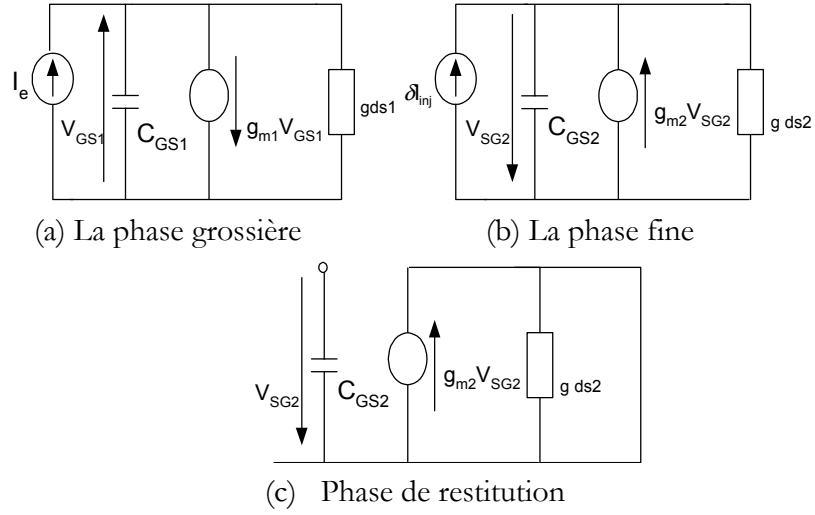 I_e
V_GS1
C_GS1
g_m1V_GS1
gds1
δI_inj
V_SG2
C_GS2
g_m2V_SG2
g ds2
(a) La phase grossière
(b) La phase fine
V_SG2
C_GS2
g_m2V_SG2
g ds2
(c) Phase de restitution